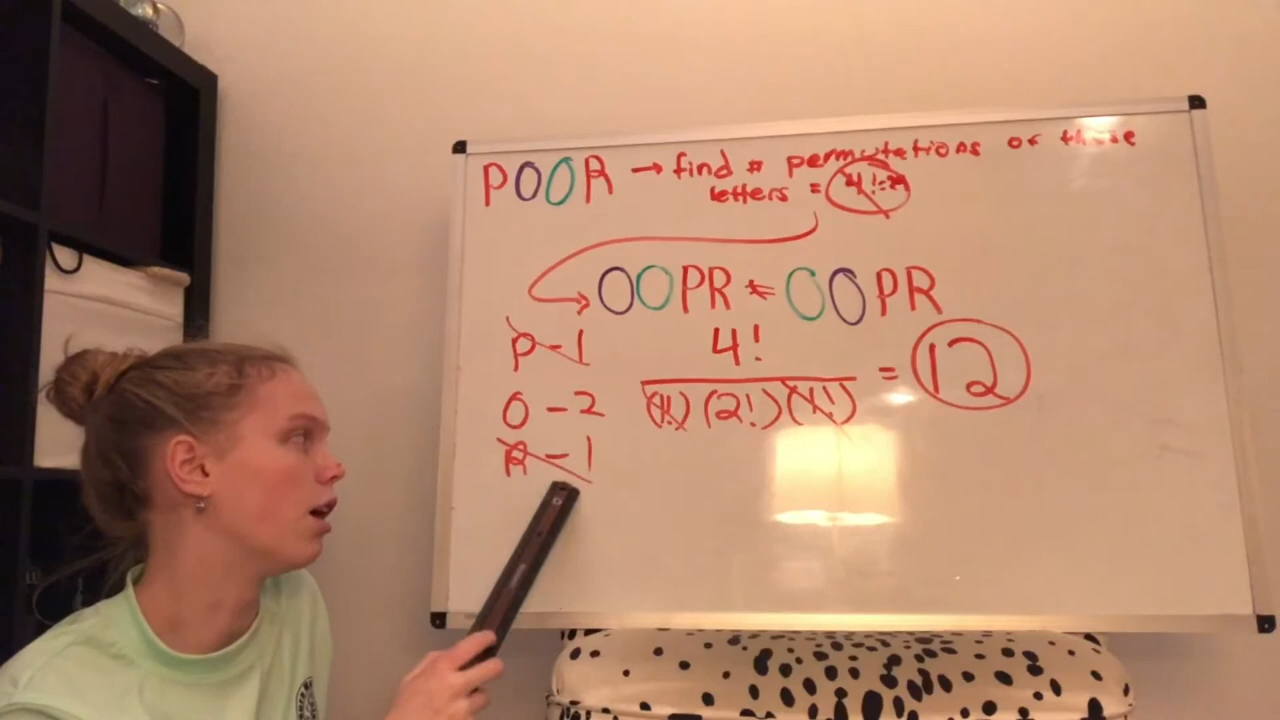 POOR → find # permutations of these
letters = 4!=24
OOPR = OOPR
P-1 4!
O-2 (1!)(2!)(1!) = 12
R-1